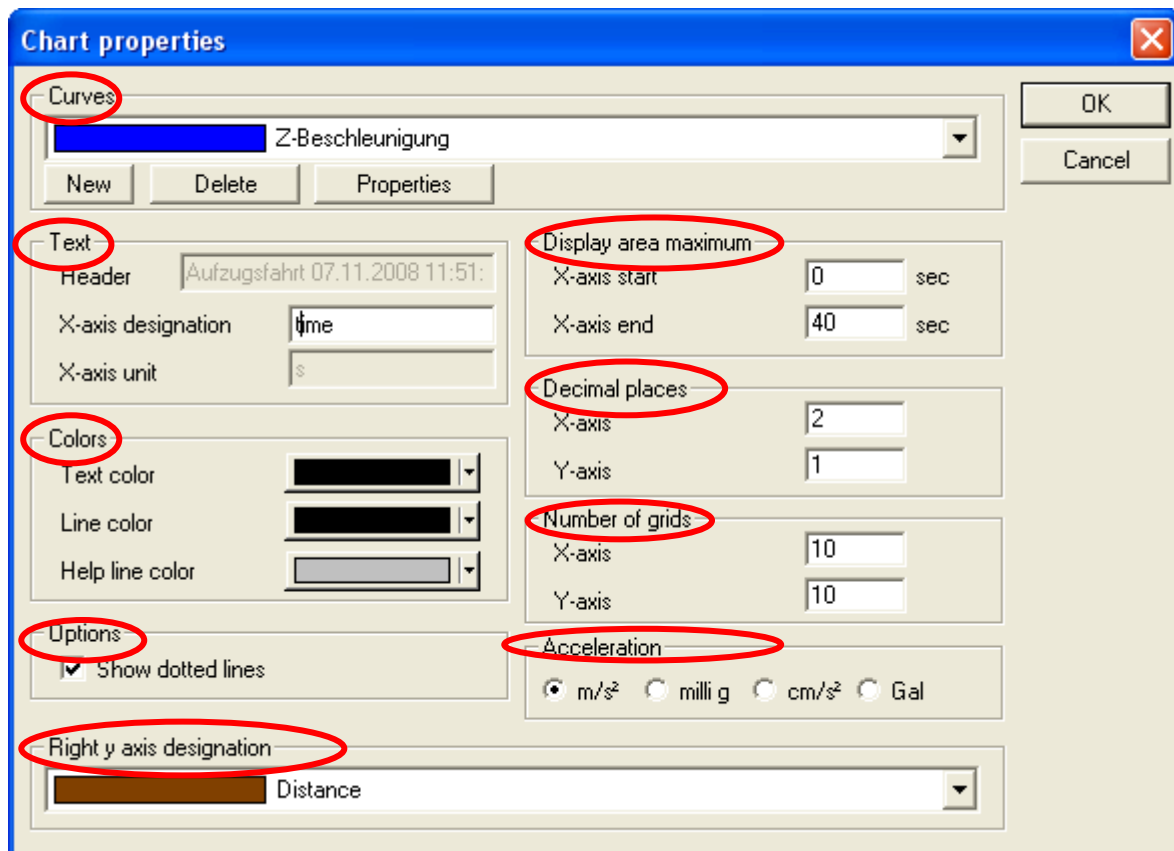 Chart properties
Curves
OK
Z-Beschleunigung
Cancel
New Delete Properties
Text
Header Aufzugsfahrt 07.11.2008 11:51:
X-axis designation time
X-axis unit s
Display area maximum
X-axis start 0 sec
X-axis end 40 sec
Colors
Text color
Line color
Help line color
Decimal places
X-axis 2
Y-axis 1
Number of grids
X-axis 10
Y-axis 10
Options
Show dotted lines
Acceleration
m/s² milli g cm/s² Gal
Right y axis designation
Distance